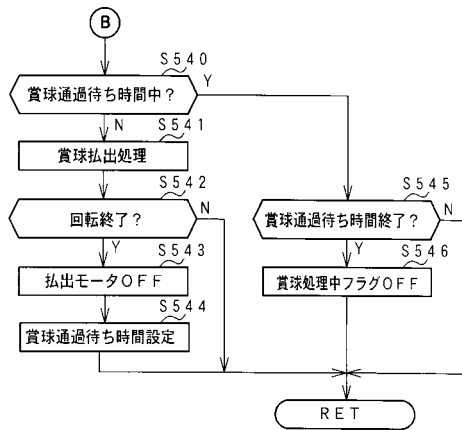 B
S540
賞球通過待ち時間中?
Y
N
S541
賞球払出処理
S542
回転終了?
N
Y
S543
払出モータOFF
S544
賞球通過待ち時間設定
S545
賞球通過待ち時間終了?
N
Y
S546
賞球処理中フラグOFF
RET